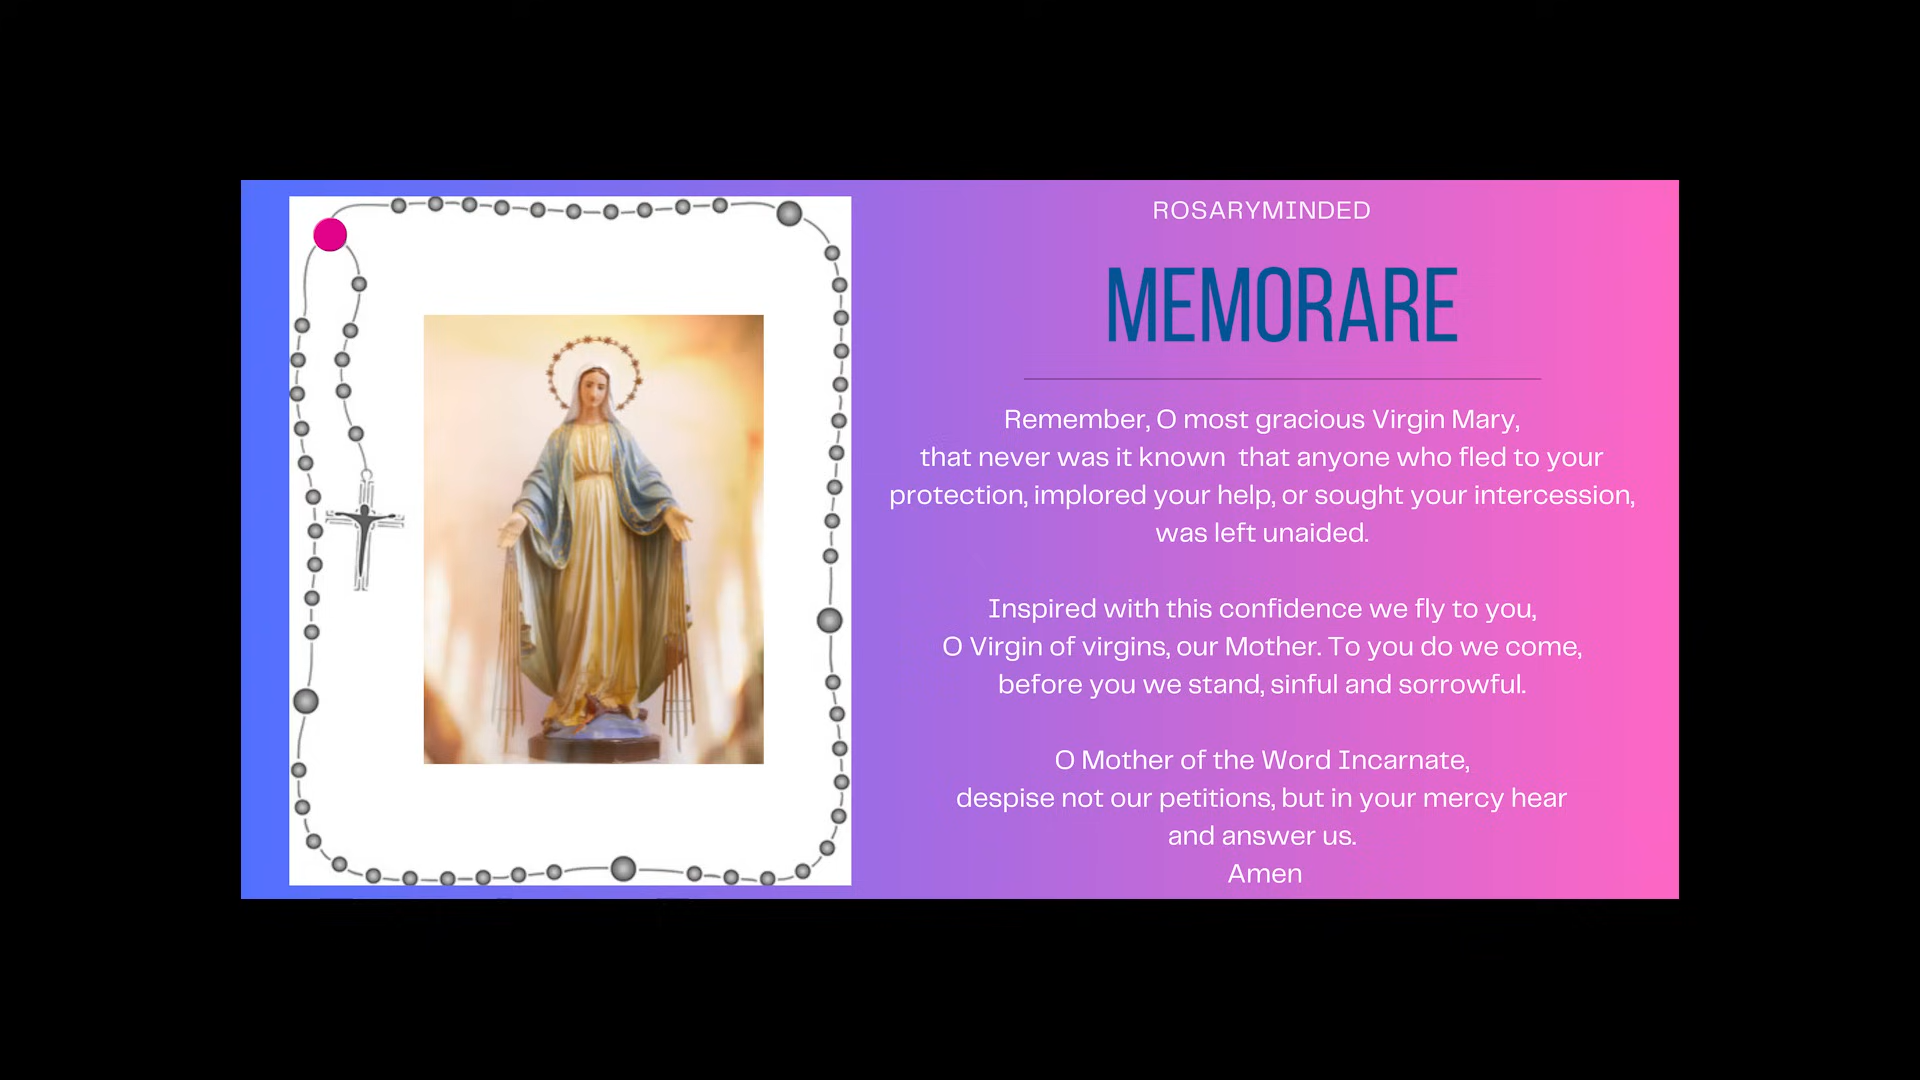 ROSARYMINDED
MEMORARE
Remember, O most gracious Virgin Mary,
that never was it known that anyone who fled to your
protection, implored your help, or sought your intercession,
was left unaided.
Inspired with this confidence we fly to you,
O Virgin of virgins, our Mother. To you do we come,
before you we stand, sinful and sorrowful.
O Mother of the Word Incarnate,
despise not our petitions, but in your mercy hear
and answer us.
Amen